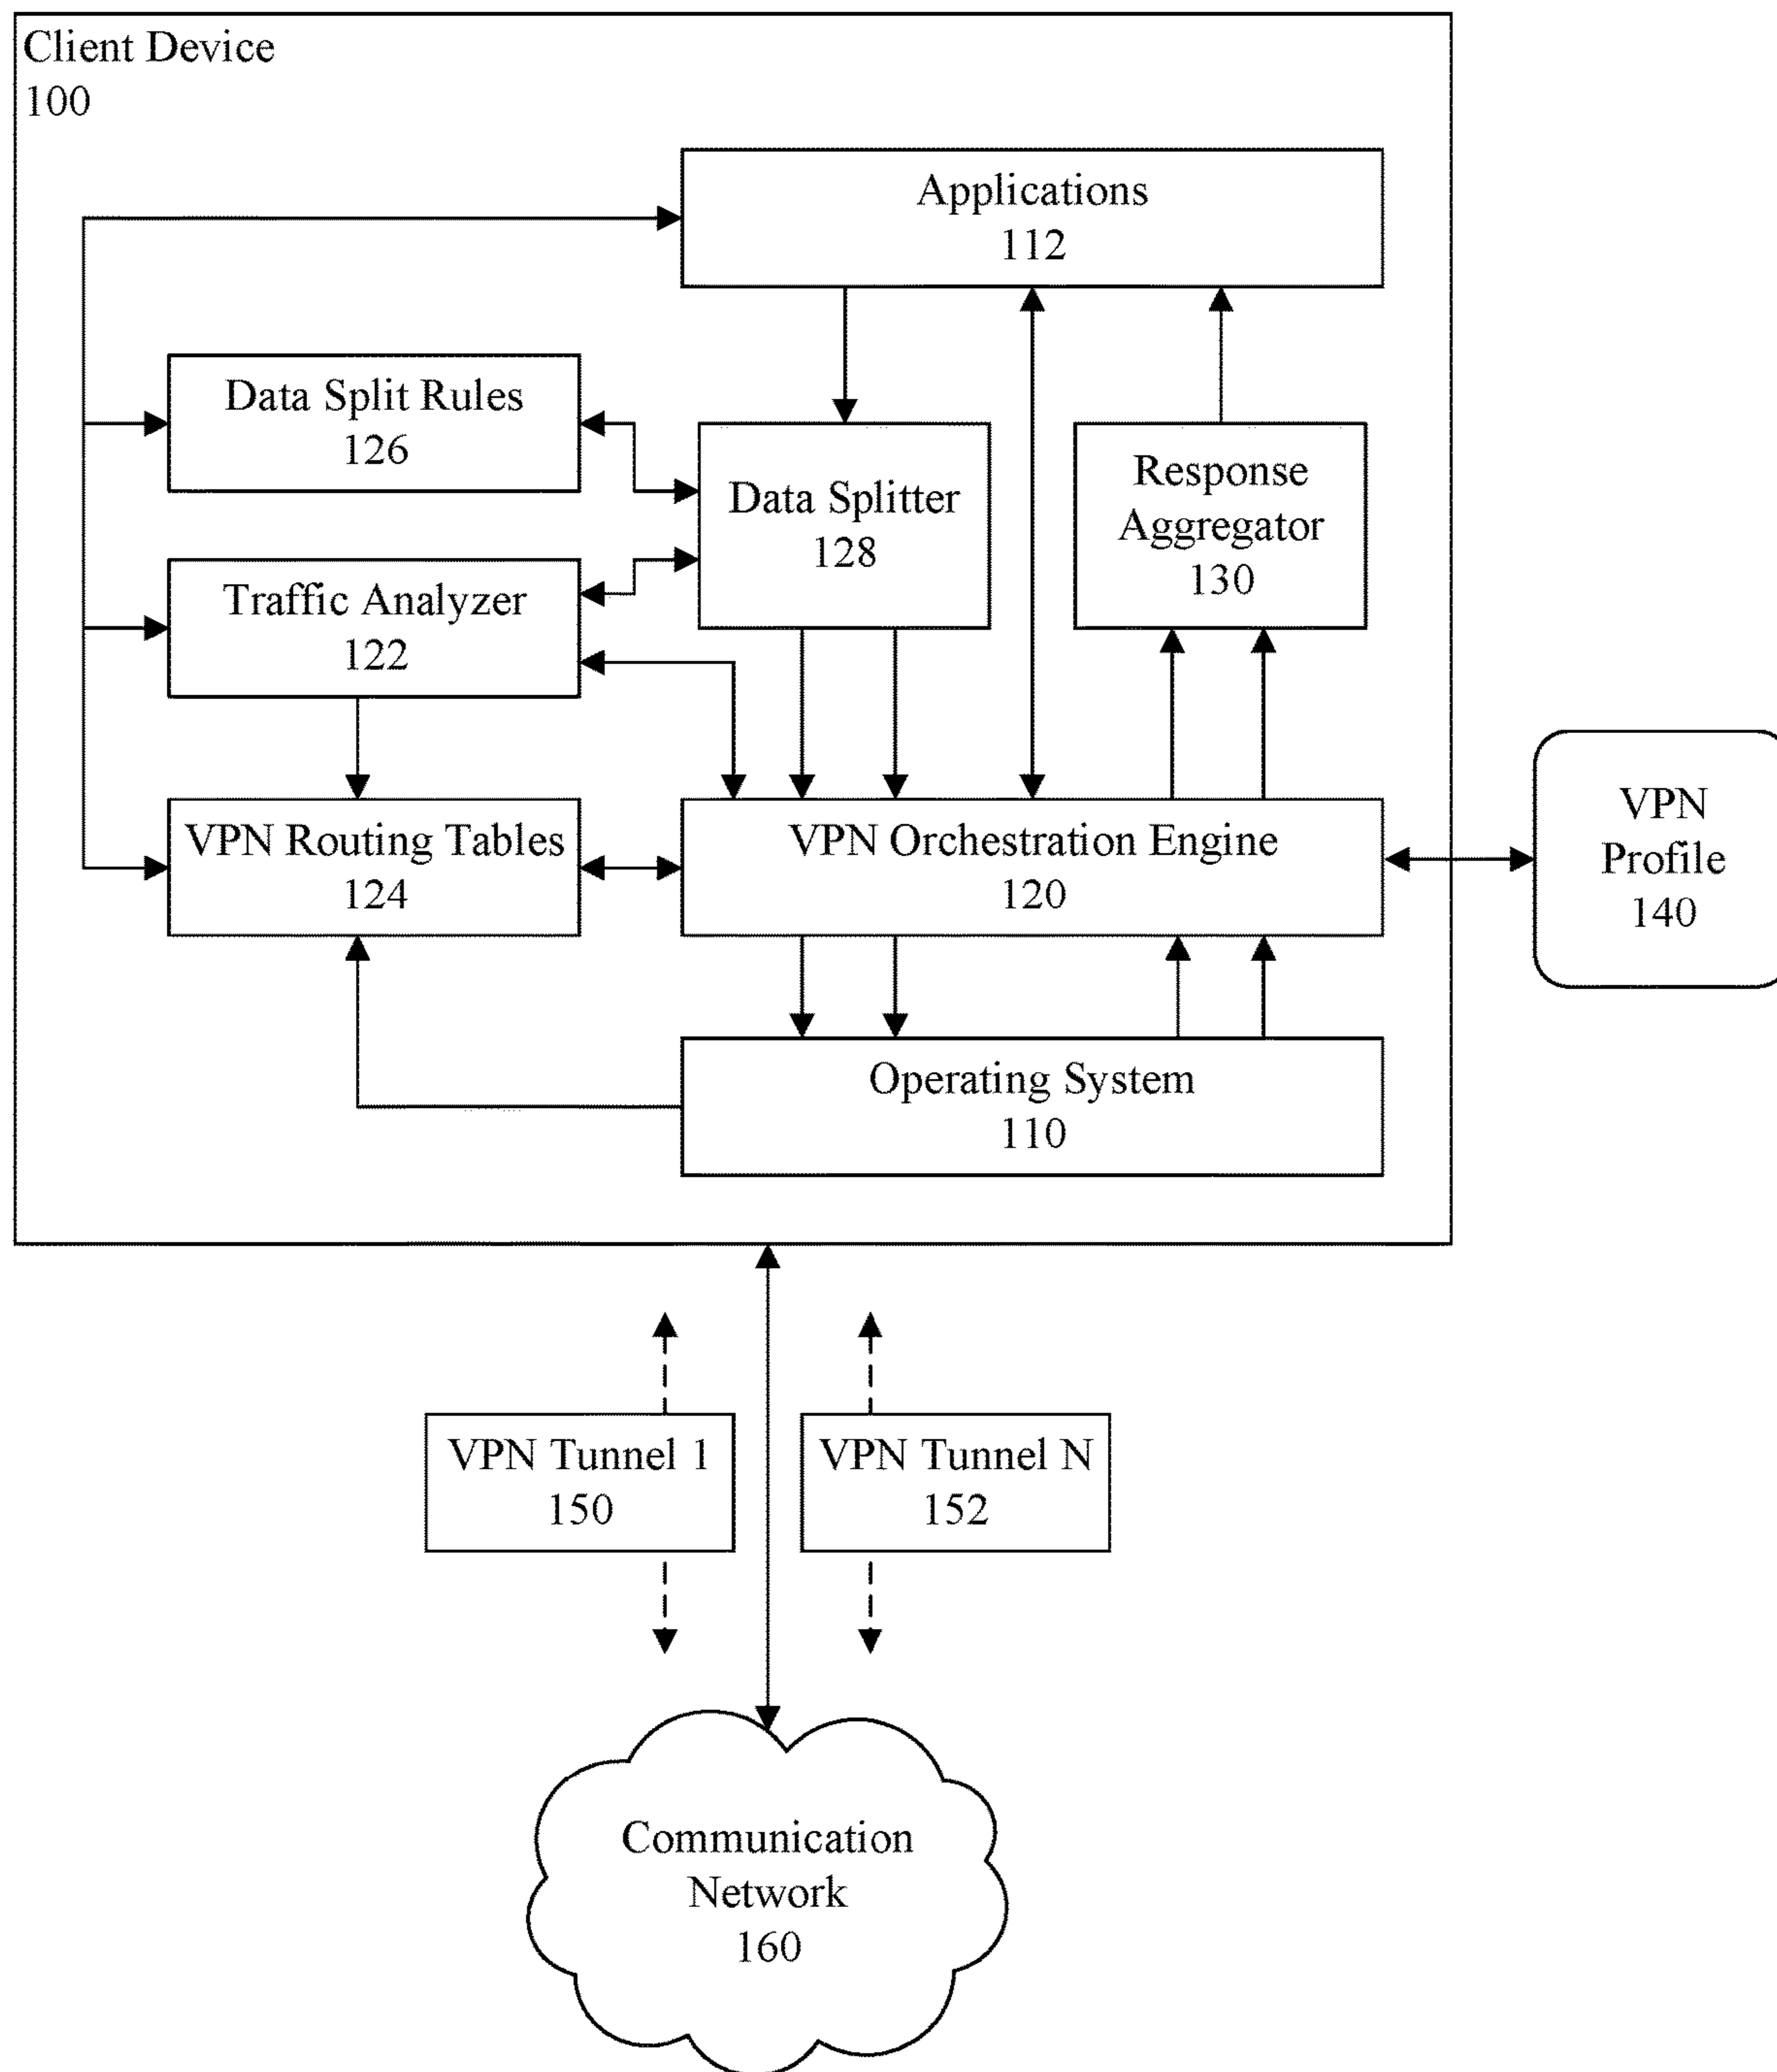 Client Device
100
Applications
112
Data Split Rules
126
Data Splitter
128
Response
Aggregator
130
Traffic Analyzer
122
VPN Routing Tables
124
VPN Orchestration Engine
120
VPN
Profile
140
Operating System
110
VPN Tunnel 1
150
VPN Tunnel N
152
Communication
Network
160